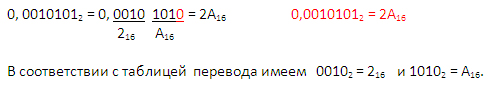 0, 0010101₂ = 0, 0010 1010 = 2A₁₆ 0,0010101₂ = 2A₁₆
2₁₆ A₁₆
В соответствии с таблицей перевода имеем 0010₂ = 2₁₆ и 1010₂ = A₁₆.